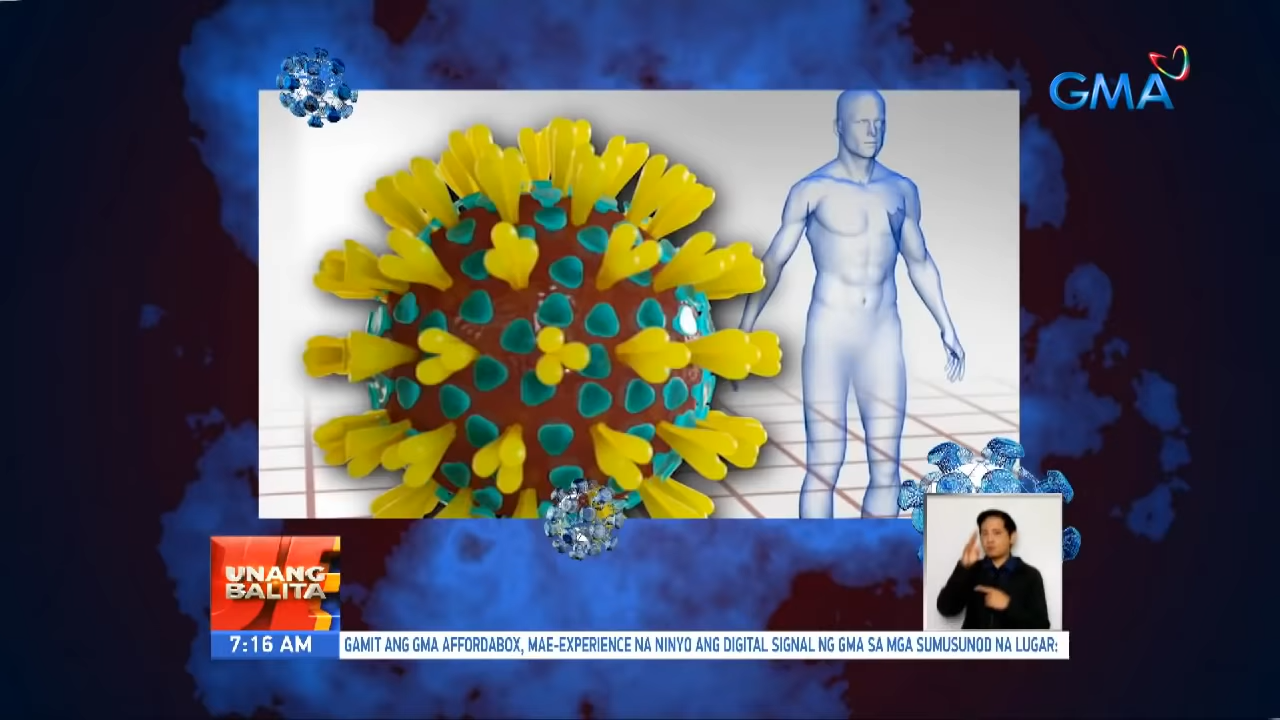 GMA
UNANG
BALITA
7:16 AM
GAMIT ANG GMA AFFORDABOX, MAE-EXPERIENCE NA NINYO ANG DIGITAL SIGNAL NG GMA SA MGA SUMUSUNOD NA LUGAR: